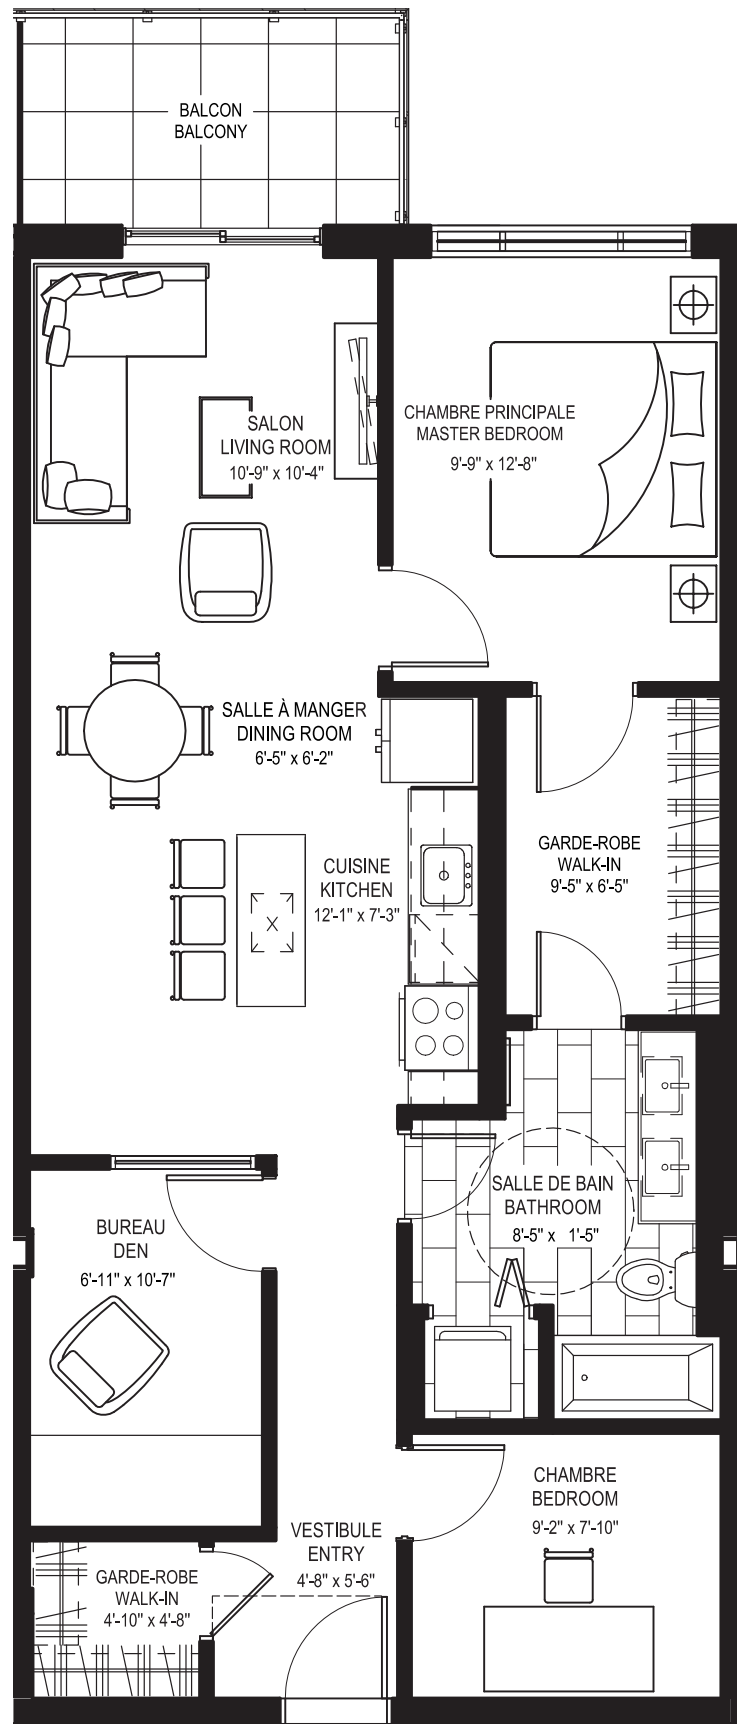 BALCON
BALCONY
SALON
LIVING ROOM
10'-9" x 10'-4"
CHAMBRE PRINCIPALE
MASTER BEDROOM
9'-9" x 12'-8"
SALLE À MANGER
DINING ROOM
6'-5" x 6'-2"
CUISINE
KITCHEN
12'-1" x 7'-3"
GARDE-ROBE
WALK-IN
9'-5" x 6'-5"
SALLE DE BAIN
BATHROOM
8'-5" x 1'-5"
BUREAU
DEN
6'-11" x 10'-7"
CHAMBRE
BEDROOM
9'-2" x 7'-10"
VESTIBULE
ENTRY
4'-8" x 5'-6"
GARDE-ROBE
WALK-IN
4'-10" x 4'-8"